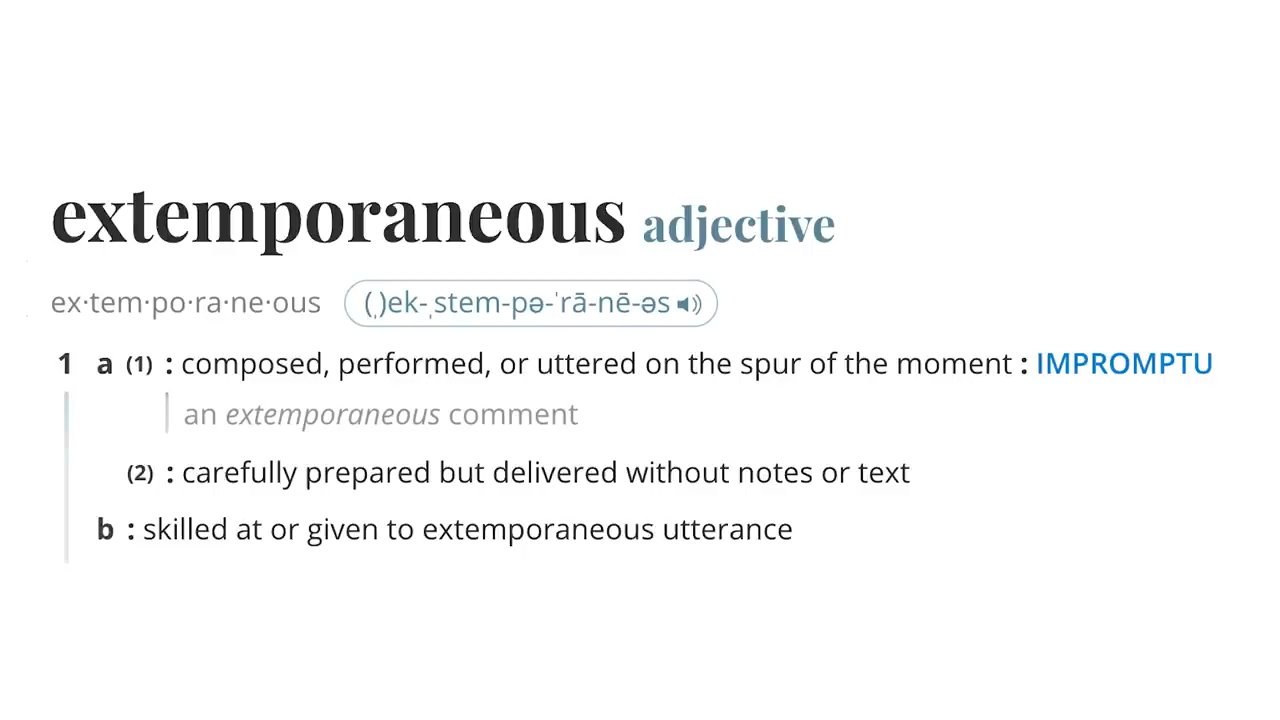 extemporaneous adjective
ex·tem·po·ra·ne·ous (ˌ)ek-ˌstem-pə-ˈrā-nē-əs
1 a (1) : composed, performed, or uttered on the spur of the moment : IMPROMPTU
an extemporaneous comment
(2) : carefully prepared but delivered without notes or text
b : skilled at or given to extemporaneous utterance